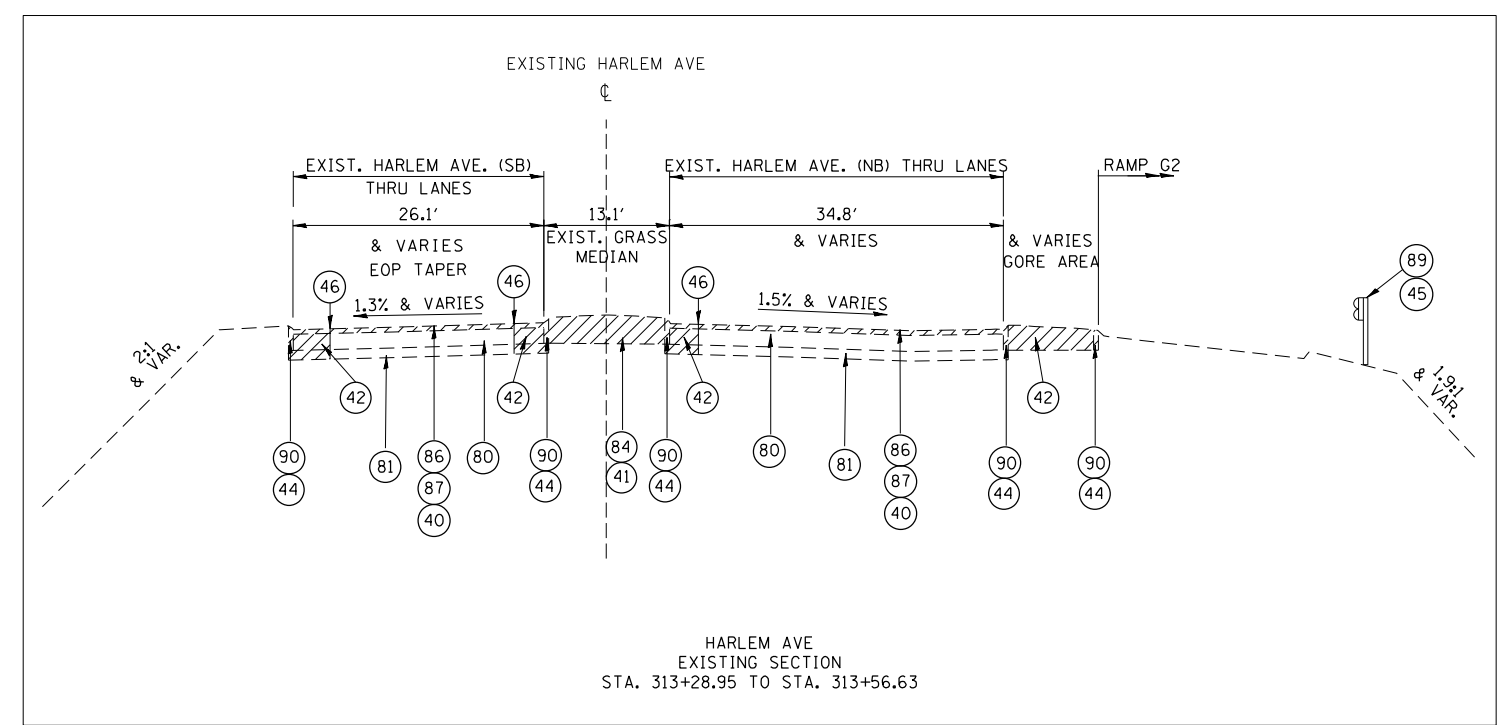 EXISTING HARLEM AVE
℄
EXIST. HARLEM AVE. (SB)
THRU LANES
EXIST. HARLEM AVE. (NB) THRU LANES
RAMP G2
26.1'
13.1'
34.8'
& VARIES
EOP TAPER
EXIST. GRASS
MEDIAN
& VARIES
& VARIES
GORE AREA
46
1.3% & VARIES
46
46
1.5% & VARIES
89
45
2:1
& VAR.
1.9:1
& VAR.
42
42
42
42
90
44
81
86
87
40
80
90
44
84
41
90
44
80
81
86
87
40
90
44
90
44
HARLEM AVE
EXISTING SECTION
STA. 313+28.95 TO STA. 313+56.63